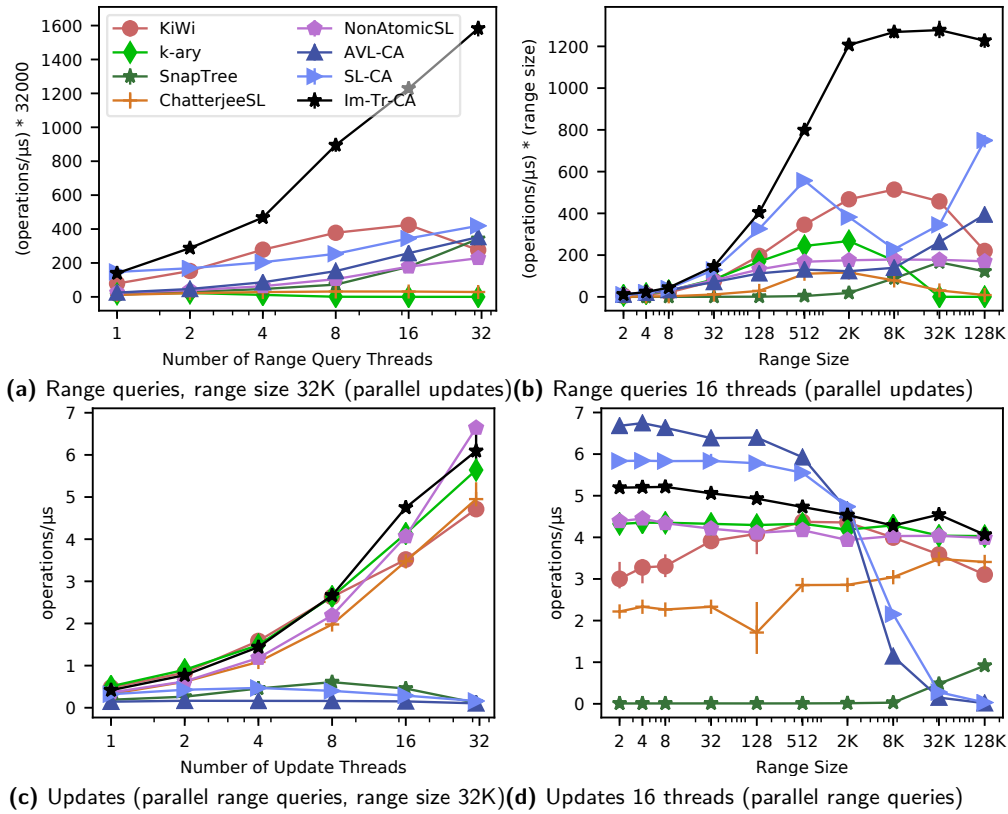 1600
1400
1200
1000
800
600
400
200
0
(operations/µs) * 32000
KiWi
k-ary
SnapTree
ChatterjeeSL
NonAtomicSL
AVL-CA
SL-CA
Im-Tr-CA
1 2 4 8 16 32
Number of Range Query Threads
(a) Range queries, range size 32K (parallel updates)
1200
1000
800
600
400
200
0
(operations/µs) * (range size)
2 4 8 32 128 512 2K 8K 32K 128K
Range Size
(b) Range queries 16 threads (parallel updates)
7
6
5
4
3
2
1
0
operations/µs
1 2 4 8 16 32
Number of Update Threads
(c) Updates (parallel range queries, range size 32K)
7
6
5
4
3
2
1
0
operations/µs
2 4 8 32 128 512 2K 8K 32K 128K
Range Size
(d) Updates 16 threads (parallel range queries)